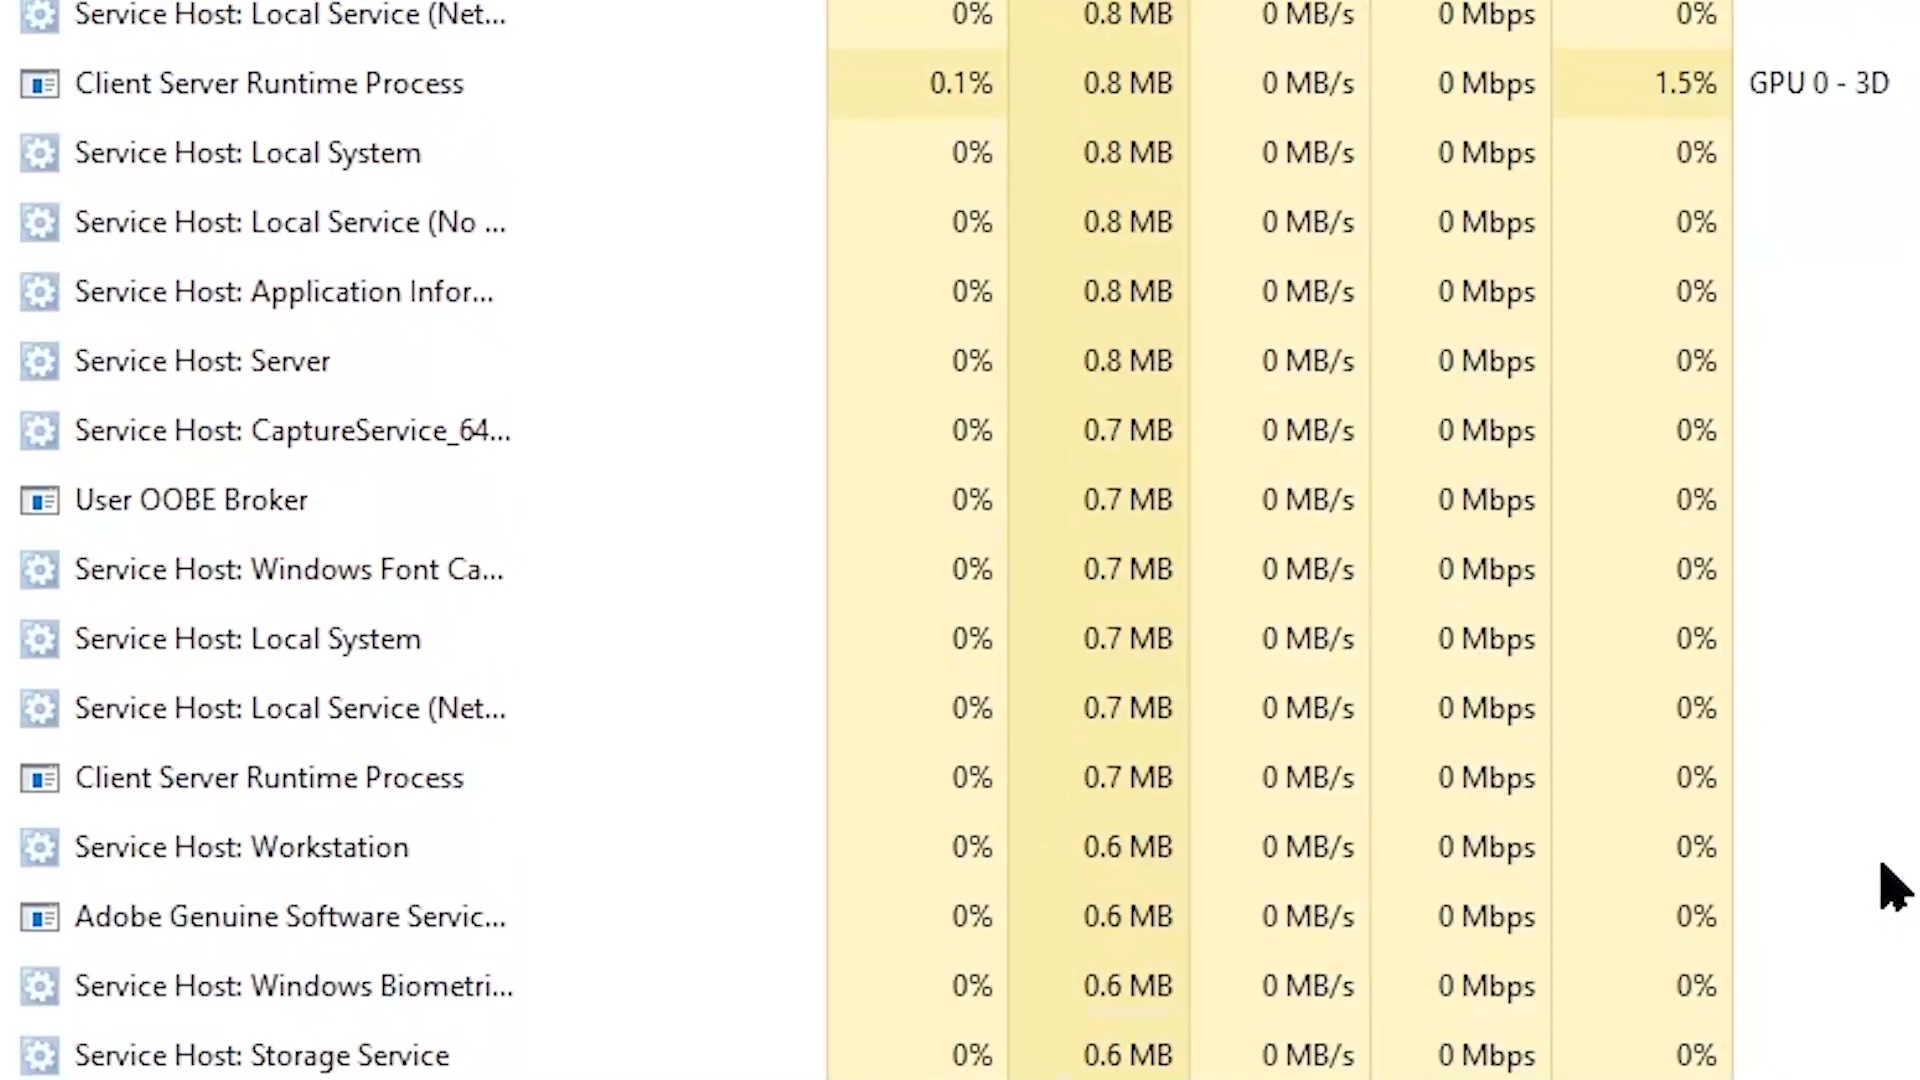 Service Host: Local Service (Net... 0% 0.8 MB 0 MB/s 0 Mbps 0%
Client Server Runtime Process 0.1% 0.8 MB 0 MB/s 0 Mbps 1.5% GPU 0 - 3D
Service Host: Local System 0% 0.8 MB 0 MB/s 0 Mbps 0%
Service Host: Local Service (No ... 0% 0.8 MB 0 MB/s 0 Mbps 0%
Service Host: Application Infor... 0% 0.8 MB 0 MB/s 0 Mbps 0%
Service Host: Server 0% 0.8 MB 0 MB/s 0 Mbps 0%
Service Host: CaptureService_64... 0% 0.7 MB 0 MB/s 0 Mbps 0%
User OOBE Broker 0% 0.7 MB 0 MB/s 0 Mbps 0%
Service Host: Windows Font Ca... 0% 0.7 MB 0 MB/s 0 Mbps 0%
Service Host: Local System 0% 0.7 MB 0 MB/s 0 Mbps 0%
Service Host: Local Service (Net... 0% 0.7 MB 0 MB/s 0 Mbps 0%
Client Server Runtime Process 0% 0.7 MB 0 MB/s 0 Mbps 0%
Service Host: Workstation 0% 0.6 MB 0 MB/s 0 Mbps 0%
Adobe Genuine Software Servic... 0% 0.6 MB 0 MB/s 0 Mbps 0%
Service Host: Windows Biometri... 0% 0.6 MB 0 MB/s 0 Mbps 0%
Service Host: Storage Service 0% 0.6 MB 0 MB/s 0 Mbps 0%